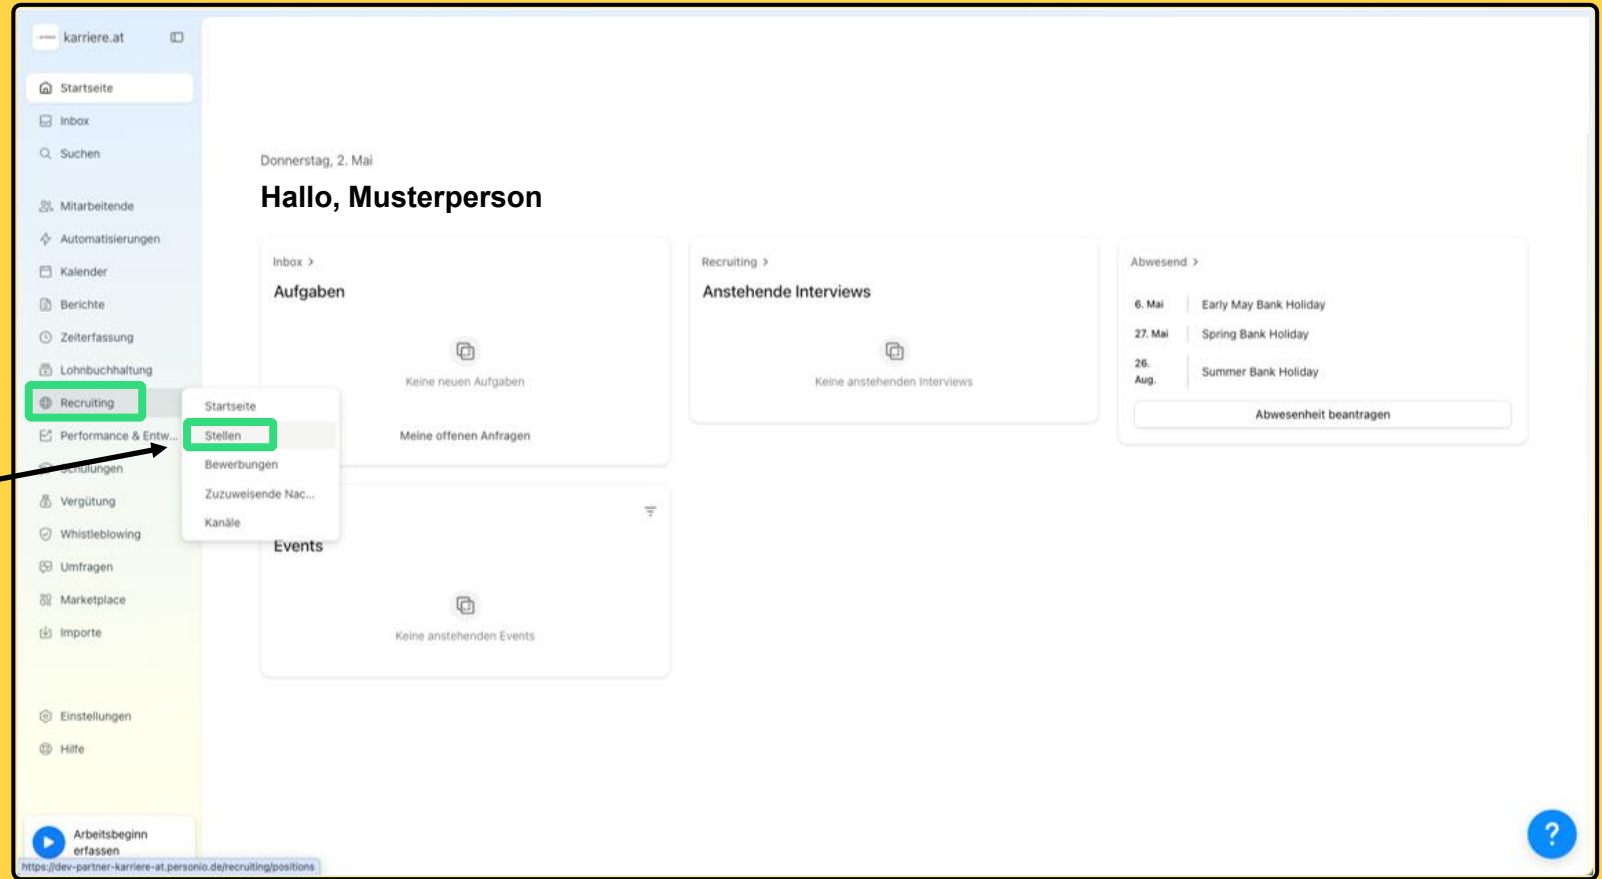 karriere.at
Startseite
Inbox
Suchen
Mitarbeitende
Automatisierungen
Kalender
Berichte
Zeiterfassung
Lohnbuchhaltung
Recruiting
Performance & Entw...
Schulungen
Vergütung
Whistleblowing
Umfragen
Marketplace
Importe
Einstellungen
Hilfe
Arbeitsbeginn
erfassen
https://dev-partner-karriere-at.personio.de/recruiting/positions
Startseite
Stellen
Bewerbungen
Zuzuweisende Nac...
Kanäle
Donnerstag, 2. Mai
Hallo, Musterperson
Inbox >
Aufgaben
Keine neuen Aufgaben
Meine offenen Anfragen
Events
Keine anstehenden Events
Recruiting >
Anstehende Interviews
Keine anstehenden Interviews
Abwesend >
6. Mai Early May Bank Holiday
27. Mai Spring Bank Holiday
26. Aug. Summer Bank Holiday
Abwesenheit beantragen
?